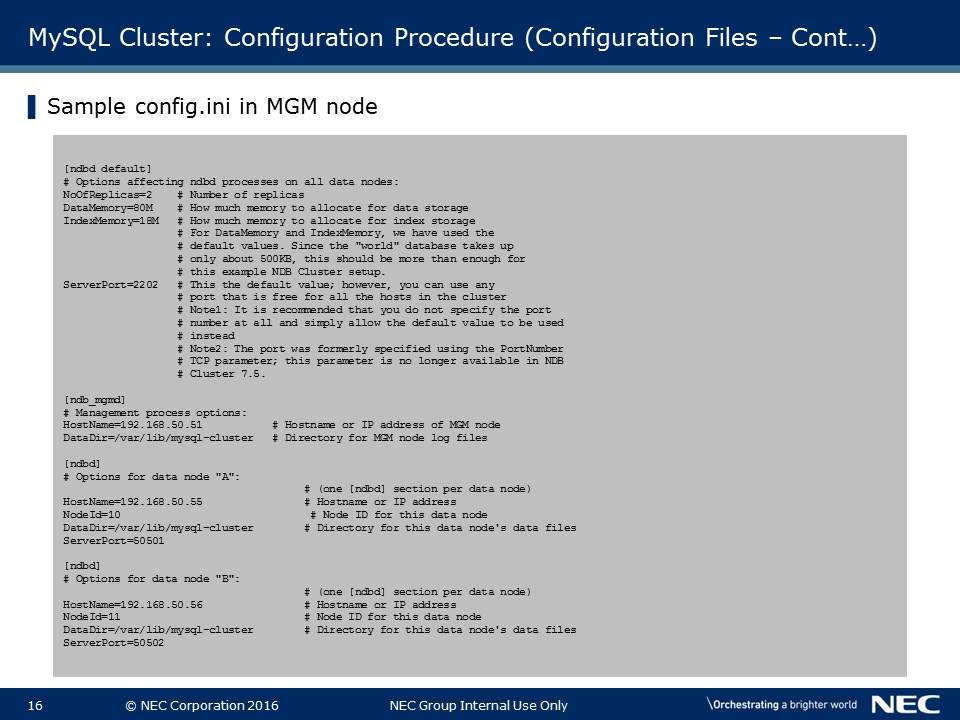 MySQL Cluster: Configuration Procedure (Configuration Files – Cont…)
Sample config.ini in MGM node
[ndbd default]
# Options affecting ndbd processes on all data nodes:
NoOfReplicas=2    # Number of replicas
DataMemory=80M    # How much memory to allocate for data storage
IndexMemory=18M   # How much memory to allocate for index storage
                  # For DataMemory and IndexMemory, we have used the
                  # default values. Since the "world" database takes up
                  # only about 500KB, this should be more than enough for
                  # this example NDB Cluster setup.
ServerPort=2202   # This the default value; however, you can use any
                  # port that is free for all the hosts in the cluster
                  # Note1: It is recommended that you do not specify the port
                  # number at all and simply allow the default value to be used
                  # instead
                  # Note2: The port was formerly specified using the PortNumber
                  # TCP parameter; this parameter is no longer available in NDB
                  # Cluster 7.5.
[ndb_mgmd]
# Management process options:
HostName=192.168.50.51           # Hostname or IP address of MGM node
DataDir=/var/lib/mysql-cluster   # Directory for MGM node log files
[ndbd]
# Options for data node "A":
                                      # (one [ndbd] section per data node)
HostName=192.168.50.55                # Hostname or IP address
NodeId=10                              # Node ID for this data node
DataDir=/var/lib/mysql-cluster        # Directory for this data node's data files
ServerPort=50501
[ndbd]
# Options for data node "B":
                                      # (one [ndbd] section per data node)
HostName=192.168.50.56                # Hostname or IP address
NodeId=11                             # Node ID for this data node
DataDir=/var/lib/mysql-cluster        # Directory for this data node's data files
ServerPort=50502
16 © NEC Corporation 2016 NEC Group Internal Use Only \Orchestrating a brighter world NEC